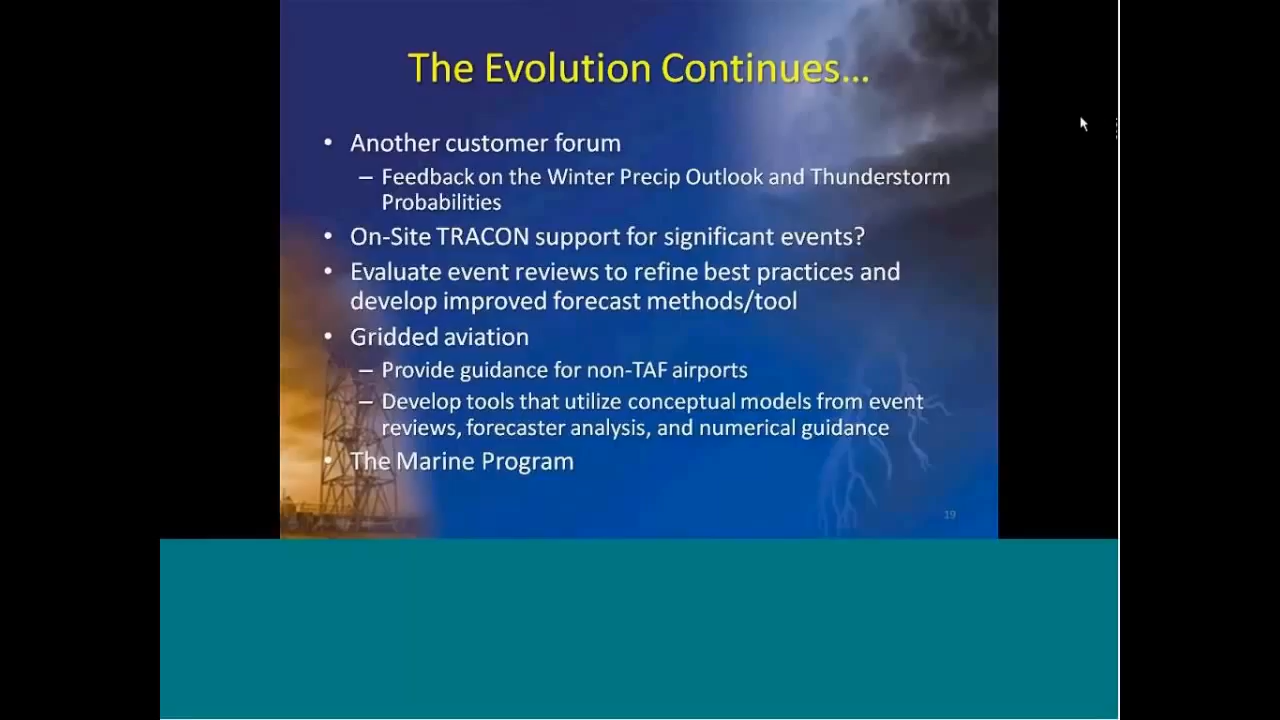 The Evolution Continues...
• Another customer forum
– Feedback on the Winter Precip Outlook and Thunderstorm
Probabilities
• On-Site TRACON support for significant events?
• Evaluate event reviews to refine best practices and
develop improved forecast methods/tool
• Gridded aviation
– Provide guidance for non-TAF airports
– Develop tools that utilize conceptual models from event
reviews, forecaster analysis, and numerical guidance
• The Marine Program
19